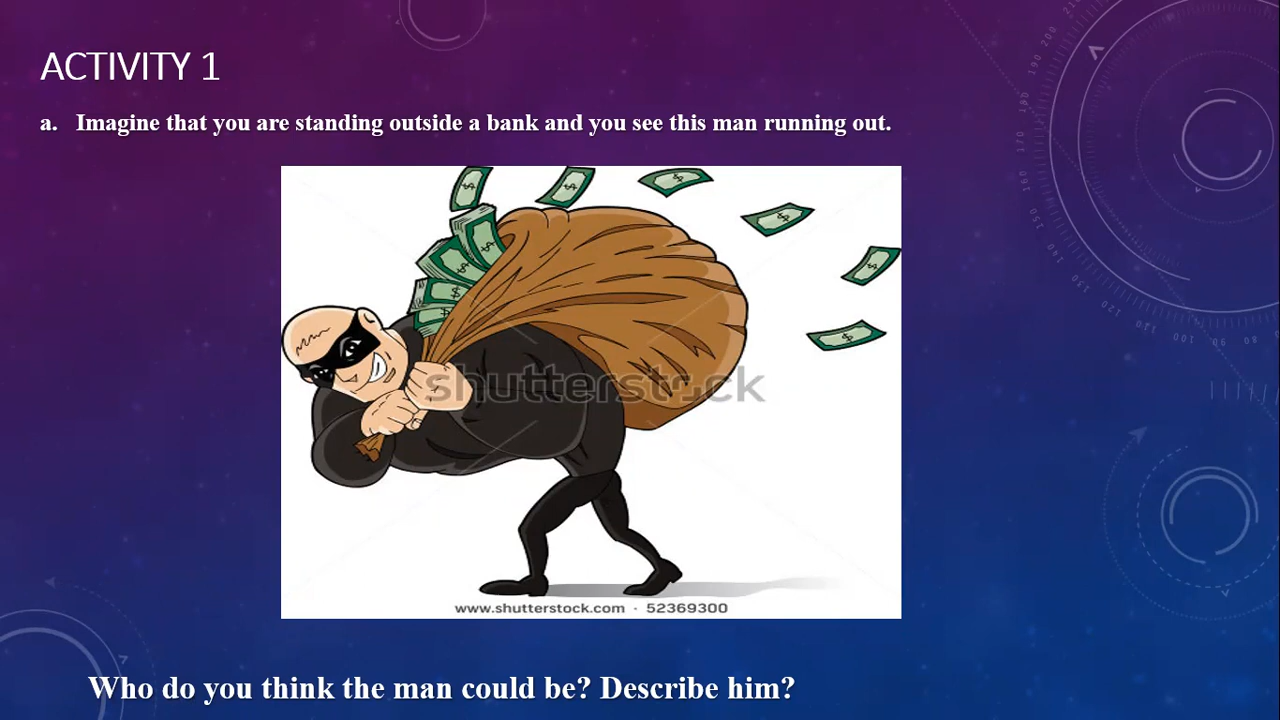 ACTIVITY 1
a. Imagine that you are standing outside a bank and you see this man running out.
shutterstock
www.shutterstock.com · 52369300
Who do you think the man could be? Describe him?